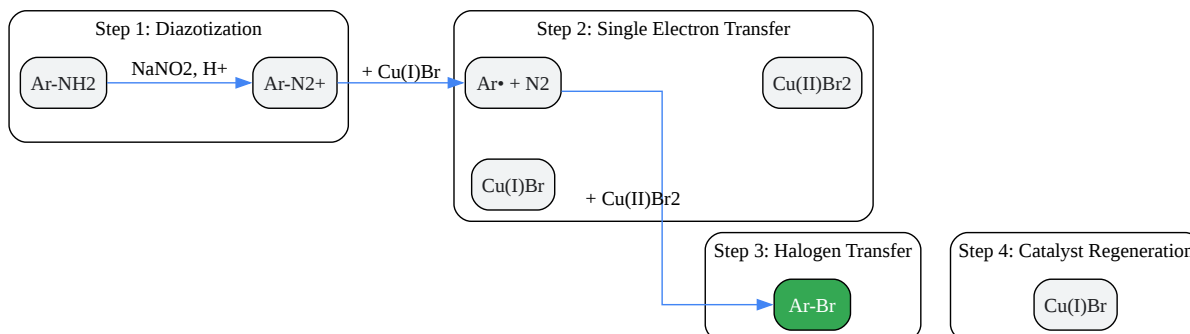 Step 1: Diazotization
Step 2: Single Electron Transfer
Ar-NH2
NaNO2, H+
Ar-N2+
+ Cu(I)Br
Ar• + N2
Cu(II)Br2
Cu(I)Br
+ Cu(II)Br2
Step 3: Halogen Transfer
Step 4: Catalyst Regeneration
Ar-Br
Cu(I)Br